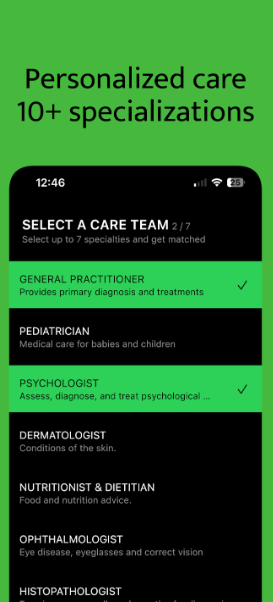 Personalized care
10+ specializations
12:46
25
SELECT A CARE TEAM 2 / 7
Select up to 7 specialties and get matched
GENERAL PRACTITIONER
Provides primary diagnosis and treatments
PEDIATRICIAN
Medical care for babies and children
PSYCHOLOGIST
Assess, diagnose, and treat psychological ...
DERMATOLOGIST
Conditions of the skin.
NUTRITIONIST & DIETITIAN
Food and nutrition advice.
OPHTHALMOLOGIST
Eye disease, eyeglasses and correct vision
HISTOPATHOLOGIST